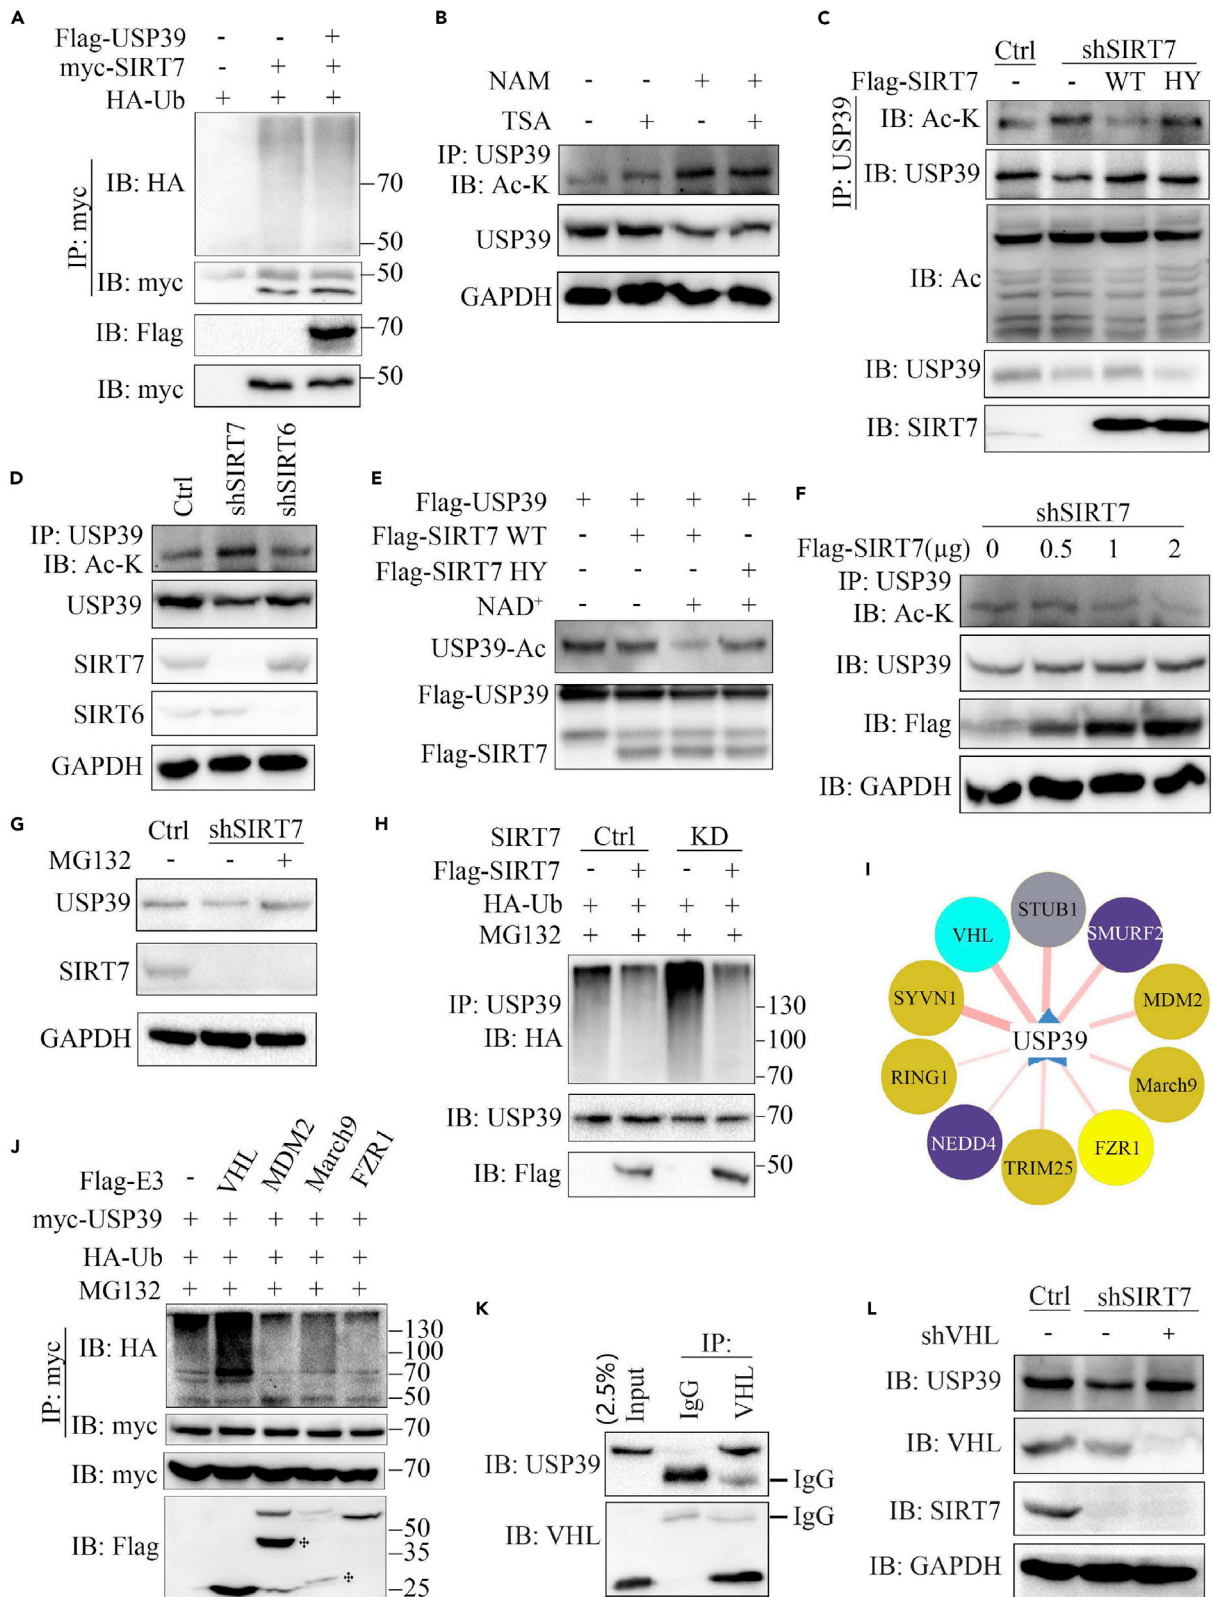 A
Flag-USP39 - - +
myc-SIRT7 - + +
HA-Ub + + +
IP: myc
IB: HA
–70
–50
IB: myc
–50
IB: Flag
–70
IB: myc
–50
B
NAM - - + +
TSA - + - +
IP: USP39
IB: Ac-K
USP39
GAPDH
C
Ctrl shSIRT7
Flag-SIRT7 - - WT HY
IP: USP39
IB: Ac-K
IB: USP39
IB: Ac
IB: USP39
IB: SIRT7
D
Ctrl shSIRT7 shSIRT6
IP: USP39
IB: Ac-K
USP39
SIRT7
SIRT6
GAPDH
E
Flag-USP39 + + + +
Flag-SIRT7 WT - + + -
Flag-SIRT7 HY - - - +
NAD⁺ - - + +
USP39-Ac
Flag-USP39
Flag-SIRT7
F
shSIRT7
Flag-SIRT7(µg) 0 0.5 1 2
IP: USP39
IB: Ac-K
IB: USP39
IB: Flag
IB: GAPDH
G
Ctrl shSIRT7
MG132 - - +
USP39
SIRT7
GAPDH
H
SIRT7 Ctrl KD
Flag-SIRT7 - + - +
HA-Ub + + + +
MG132 + + + +
IP: USP39
IB: HA
–130
–100
–70
IB: USP39
–70
IB: Flag
–50
I
STUB1
VHL
SMURF2
SYVN1
MDM2
USP39
RING1
March9
NEDD4
FZR1
TRIM25
J
Flag-E3 - VHL MDM2 March9 FZR1
myc-USP39 + + + + +
HA-Ub + + + + +
MG132 + + + + +
IP: myc
IB: HA
–130
–100
–70
–50
IB: myc
–70
IB: myc
–70
IB: Flag
–50
–35
–25
K
IP:
(2.5%)
Input IgG VHL
IB: USP39
IgG
IB: VHL
IgG
L
Ctrl shSIRT7
shVHL - - +
IB: USP39
IB: VHL
IB: SIRT7
IB: GAPDH